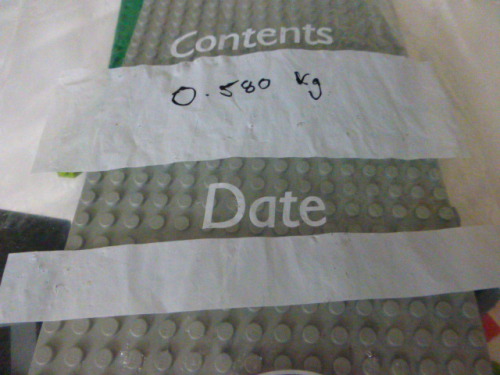 Contents
0.580 kg
Date